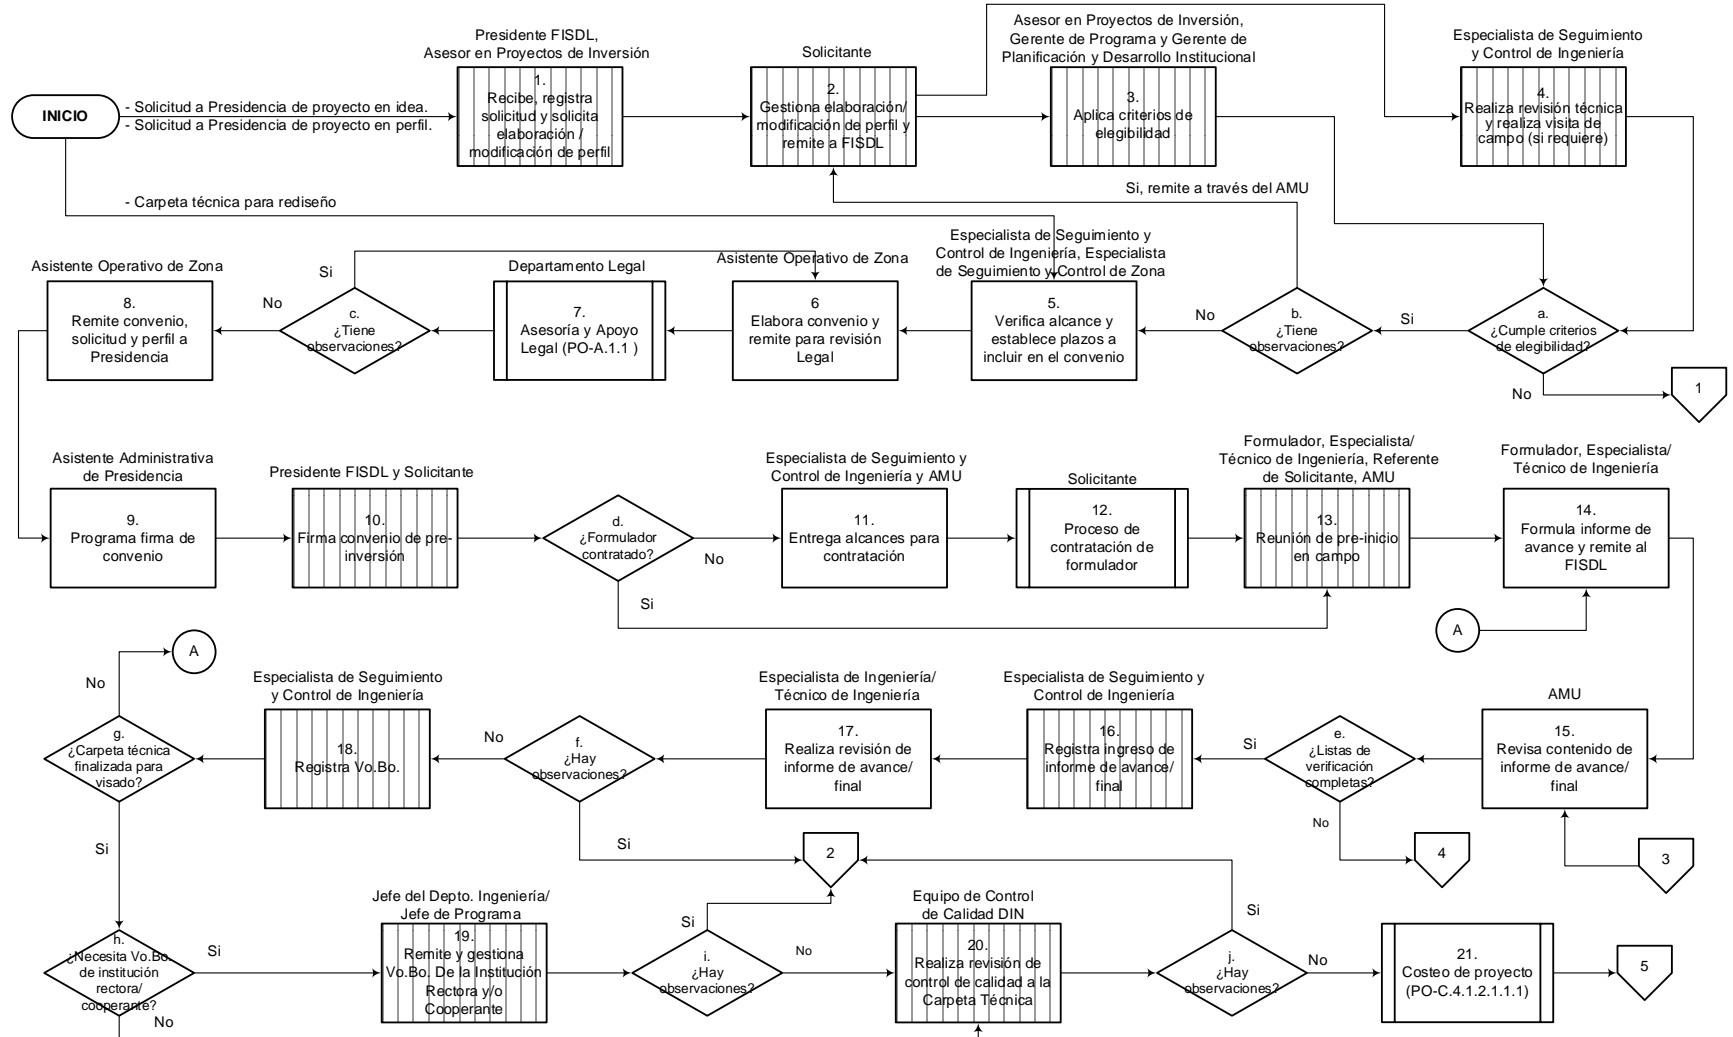 INICIO
- Solicitud a Presidencia de proyecto en idea.
- Solicitud a Presidencia de proyecto en perfil.
- Carpeta técnica para rediseño
Presidente FISDL,
Asesor en Proyectos de Inversión
1.
Recibe, registra
solicitud y solicita
elaboración /
modificación de perfil
Solicitante
2.
Gestiona elaboración/
modificación de perfil y
remite a FISDL
Asesor en Proyectos de Inversión,
Gerente de Programa y Gerente de
Planificación y Desarrollo Institucional
3.
Aplica criterios de
elegibilidad
Especialista de Seguimiento
y Control de Ingeniería
4.
Realiza revisión técnica
y realiza visita de
campo (si requiere)
Si, remite a través del AMU
Asistente Operativo de Zona
8.
Remite convenio,
solicitud y perfil a
Presidencia
No
Si
c.
¿Tiene
observaciones?
Departamento Legal
7.
Asesoría y Apoyo
Legal (PO-A.1.1 )
Asistente Operativo de Zona
6
Elabora convenio y
remite para revisión
Legal
Especialista de Seguimiento y
Control de Ingeniería, Especialista
de Seguimiento y Control de Zona
5.
Verifica alcance y
establece plazos a
incluir en el convenio
No
b.
¿Tiene
observaciones?
Si
a.
¿Cumple criterios
de elegibilidad?
No
1
Asistente Administrativa
de Presidencia
9.
Programa firma de
convenio
Presidente FISDL y Solicitante
10.
Firma convenio de pre-
inversión
d.
¿Formulador
contratado?
No
Si
Especialista de Seguimiento y
Control de Ingeniería y AMU
11.
Entrega alcances para
contratación
Solicitante
12.
Proceso de
contratación de
formulador
Formulador, Especialista/
Técnico de Ingeniería, Referente
de Solicitante, AMU
13.
Reunión de pre-inicio
en campo
Formulador, Especialista/
Técnico de Ingeniería
14.
Formula informe de
avance y remite al
FISDL
A
A
No
g.
¿Carpeta técnica
finalizada para
visado?
Si
Especialista de Seguimiento
y Control de Ingeniería
18.
Registra Vo.Bo.
No
f.
¿Hay
observaciones?
Si
Especialista de Ingeniería/
Técnico de Ingeniería
17.
Realiza revisión de
informe de avance/
final
Especialista de Seguimiento y
Control de Ingeniería
16.
Registra ingreso de
informe de avance/
final
Si
e.
¿Listas de
verificación
completas?
No
AMU
15.
Revisa contenido de
informe de avance/
final
2
4
3
h.
¿Necesita Vo.Bo.
de institución
rectora/
cooperante?
Si
No
Jefe del Depto. Ingeniería/
Jefe de Programa
19.
Remite y gestiona
Vo.Bo. De la Institución
Rectora y/o
Cooperante
Si
i.
¿Hay
observaciones?
No
Equipo de Control
de Calidad DIN
20.
Realiza revisión de
control de calidad a la
Carpeta Técnica
Si
j.
¿Hay
observaciones?
No
21.
Costeo de proyecto
(PO-C.4.1.2.1.1.1)
5